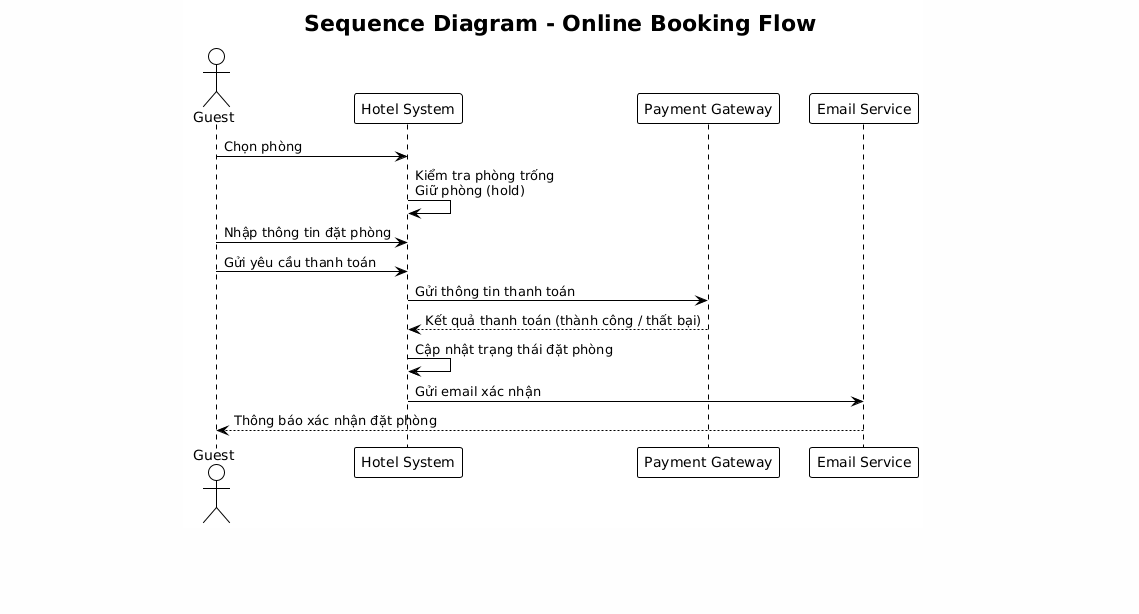 Sequence Diagram - Online Booking Flow
Guest
Hotel System
Payment Gateway
Email Service
Chọn phòng
Kiểm tra phòng trống
Giữ phòng (hold)
Nhập thông tin đặt phòng
Gửi yêu cầu thanh toán
Gửi thông tin thanh toán
Kết quả thanh toán (thành công / thất bại)
Cập nhật trạng thái đặt phòng
Gửi email xác nhận
Thông báo xác nhận đặt phòng
Guest
Hotel System
Payment Gateway
Email Service